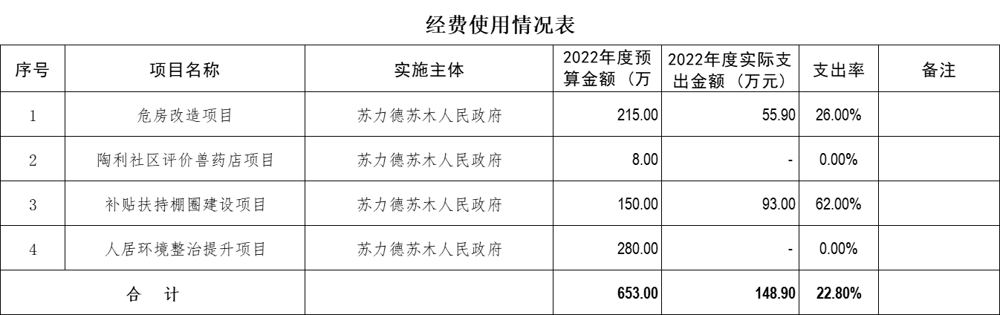 经费使用情况表
序号 项目名称 实施主体 2022年度预算金额（万 2022年度实际支出金额（万元） 支出率 备注
1 危房改造项目 苏力德苏木人民政府 215.00 55.90 26.00%
2 陶利社区评价兽药店项目 苏力德苏木人民政府 8.00 - 0.00%
3 补贴扶持棚圈建设项目 苏力德苏木人民政府 150.00 93.00 62.00%
4 人居环境整治提升项目 苏力德苏木人民政府 280.00 - 0.00%
合 计 653.00 148.90 22.80%